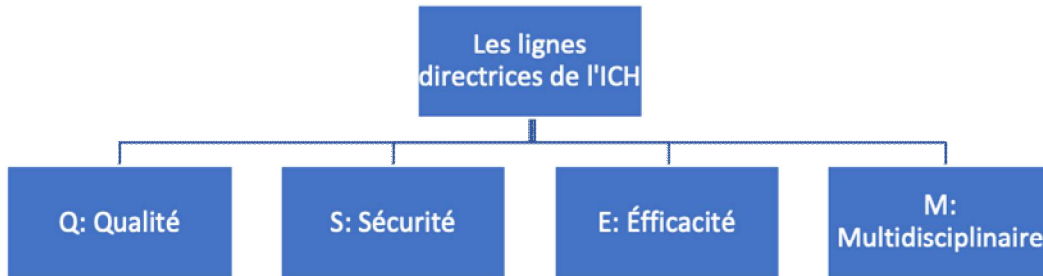 Les lignes
directrices de l'ICH
Q: Qualité
S: Sécurité
E: Éfficacité
M:
Multidisciplinaire